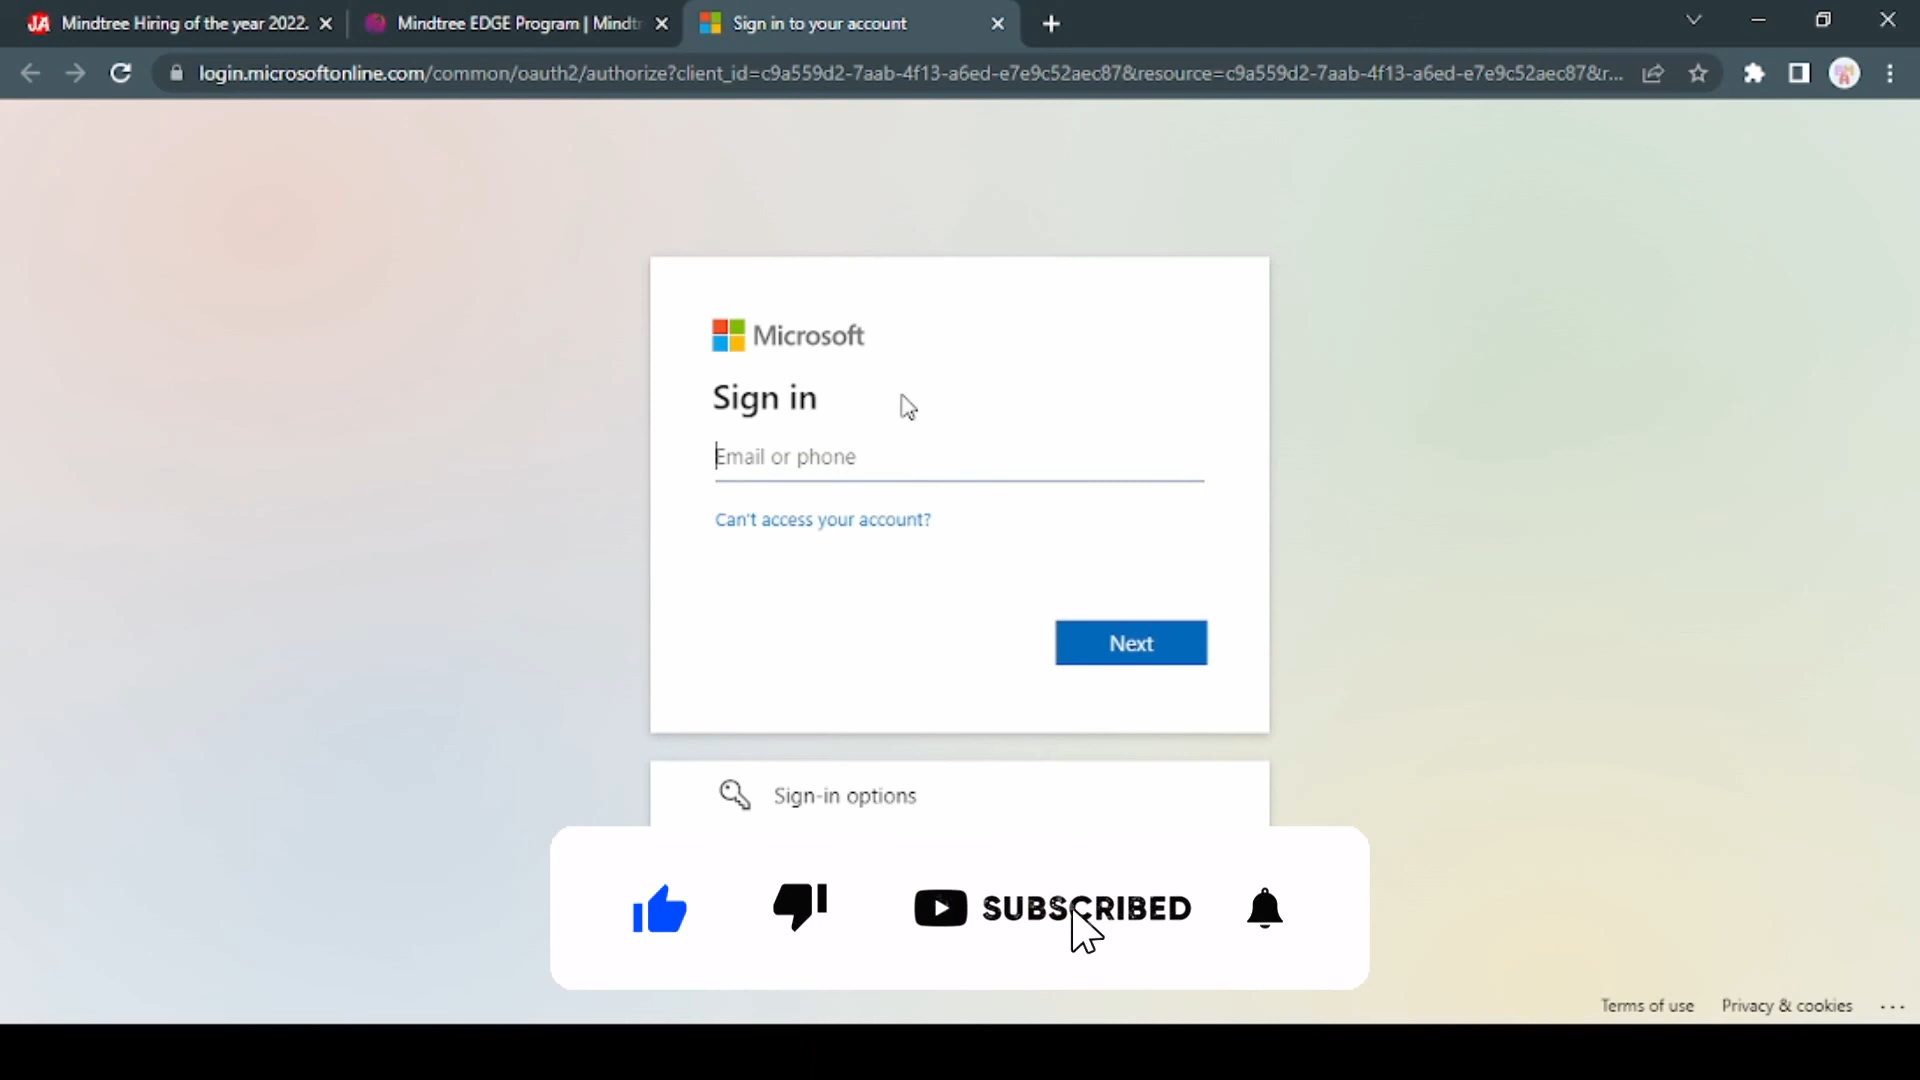 JA Mindtree Hiring of the year 2022.
Mindtree EDGE Program | Mindt
Sign in to your account
login.microsoftonline.com/common/oauth2/authorize?client_id=c9a559d2-7aab-4f13-a6ed-e7e9c52aec87&resource=c9a559d2-7aab-4f13-a6ed-e7e9c52aec87&r...
Microsoft
Sign in
Email or phone
Can't access your account?
Next
Sign-in options
SUBSCRIBED
Terms of use Privacy & cookies ...